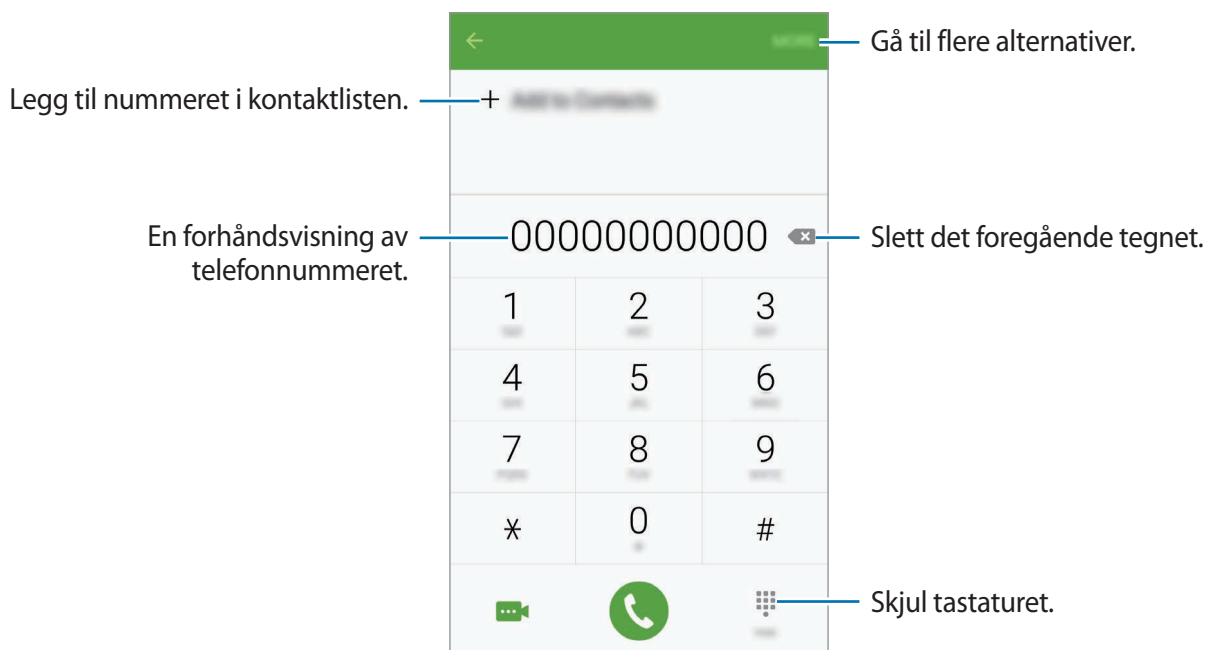 Gå til flere alternativer.
Legg til nummeret i kontaktlisten.
En forhåndsvisning av
telefonnummeret.
00000000000
Slett det foregående tegnet.
1
2
3
4
5
6
7
8
9
*
0
#
Skjul tastaturet.